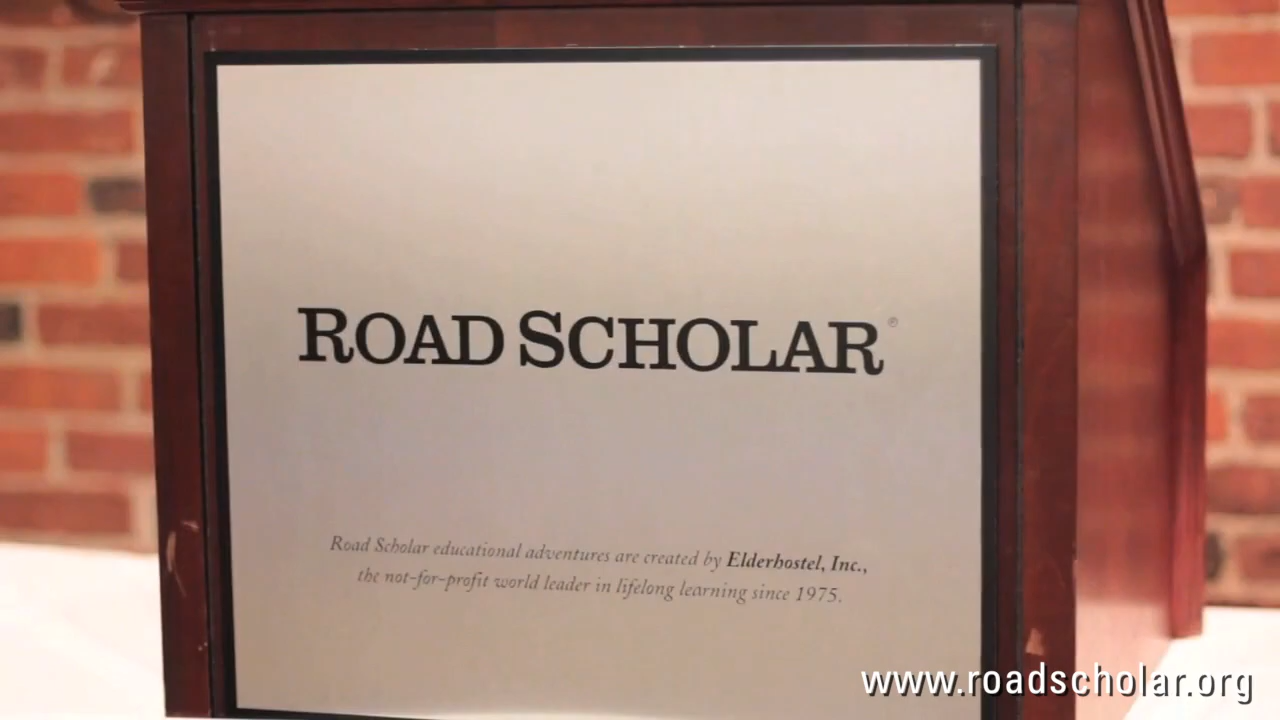 ROAD SCHOLAR®
Road Scholar educational adventures are created by Elderhostel, Inc.,
the not-for-profit world leader in lifelong learning since 1975.
www.roadscholar.org